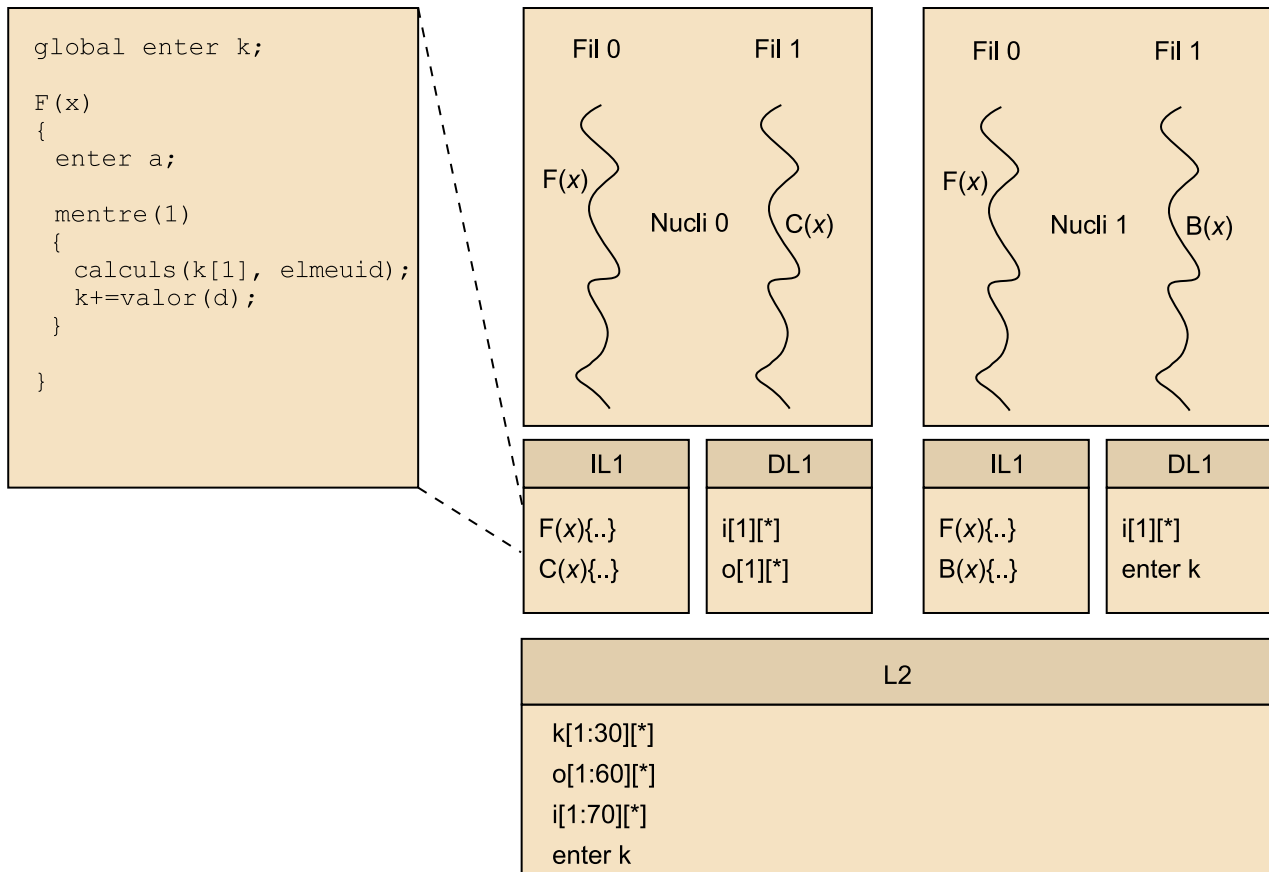 global enter k;
F(x)
{
enter a;
mentre(1)
{
calculs(k[1], elmeuid);
k+=valor(d);
}
}
Fil 0
Fil 1
F(x)
Nucli 0
C(x)
Fil 0
Fil 1
F(x)
Nucli 1
B(x)
IL1
F(x){..}
C(x){..}
DL1
i[1][*]
o[1][*]
IL1
F(x){..}
B(x){..}
DL1
i[1][*]
enter k
L2
k[1:30][*]
o[1:60][*]
i[1:70][*]
enter k